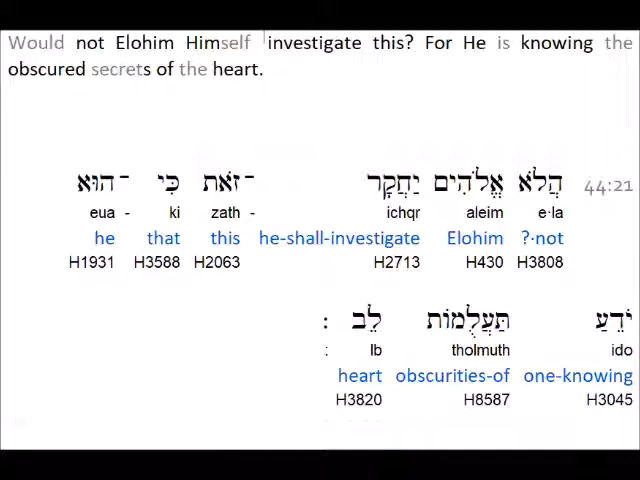 Would not Elohim Himself investigate this? For He is knowing the
obscured secrets of the heart.
44:21 הֲלֹא אֱלֹהִים יַחֲקָר־ זֹאת כִּי־ הוּא
eua - ki zath - ichqr aleim e·la
he that this he-shall-investigate Elohim ?·not
H1931 H3588 H2063 H2713 H430 H3808
יֹדֵעַ תַּעֲלֻמוֹת לֵב :
: lb tholmuth ido
heart obscurities-of one-knowing
H3820 H8587 H3045